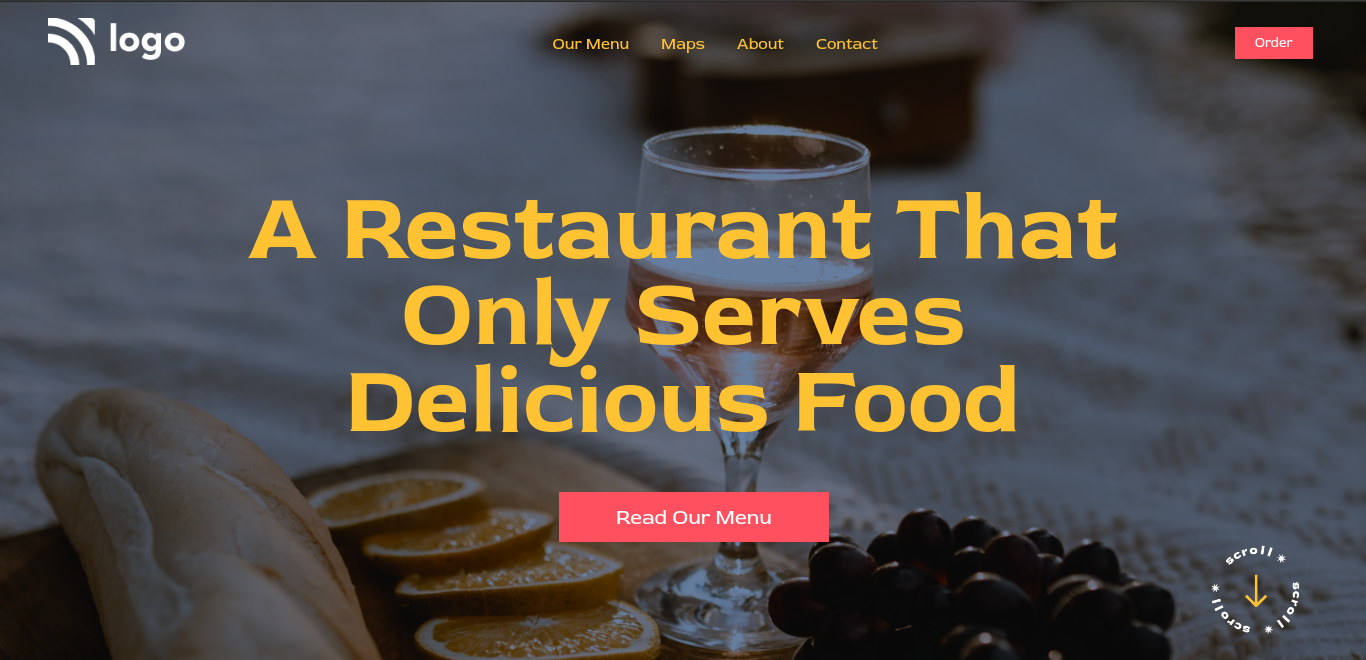 logo
Our Menu Maps About Contact
Order
A Restaurant That
Only Serves
Delicious Food
Read Our Menu
scroll * scroll * scroll *